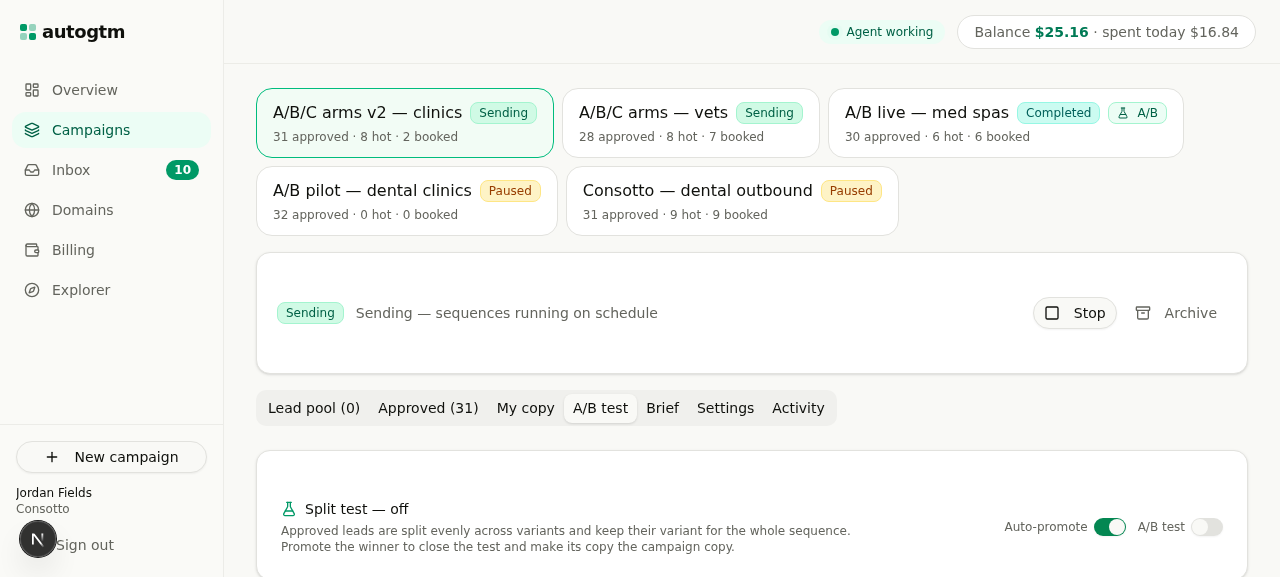 autogtm
Agent working
Balance $25.16 · spent today $16.84
Overview
Campaigns
Inbox 10
Domains
Billing
Explorer
New campaign
Jordan Fields
Consotto
N
Sign out
A/B/C arms v2 — clinics Sending
31 approved · 8 hot · 2 booked
A/B/C arms — vets Sending
28 approved · 8 hot · 7 booked
A/B live — med spas Completed A/B
30 approved · 6 hot · 6 booked
A/B pilot — dental clinics Paused
32 approved · 0 hot · 0 booked
Consotto — dental outbound Paused
31 approved · 9 hot · 9 booked
Sending Sending — sequences running on schedule
Stop Archive
Lead pool (0) Approved (31) My copy A/B test Brief Settings Activity
Split test — off
Approved leads are split evenly across variants and keep their variant for the whole sequence.
Promote the winner to close the test and make its copy the campaign copy.
Auto-promote A/B test